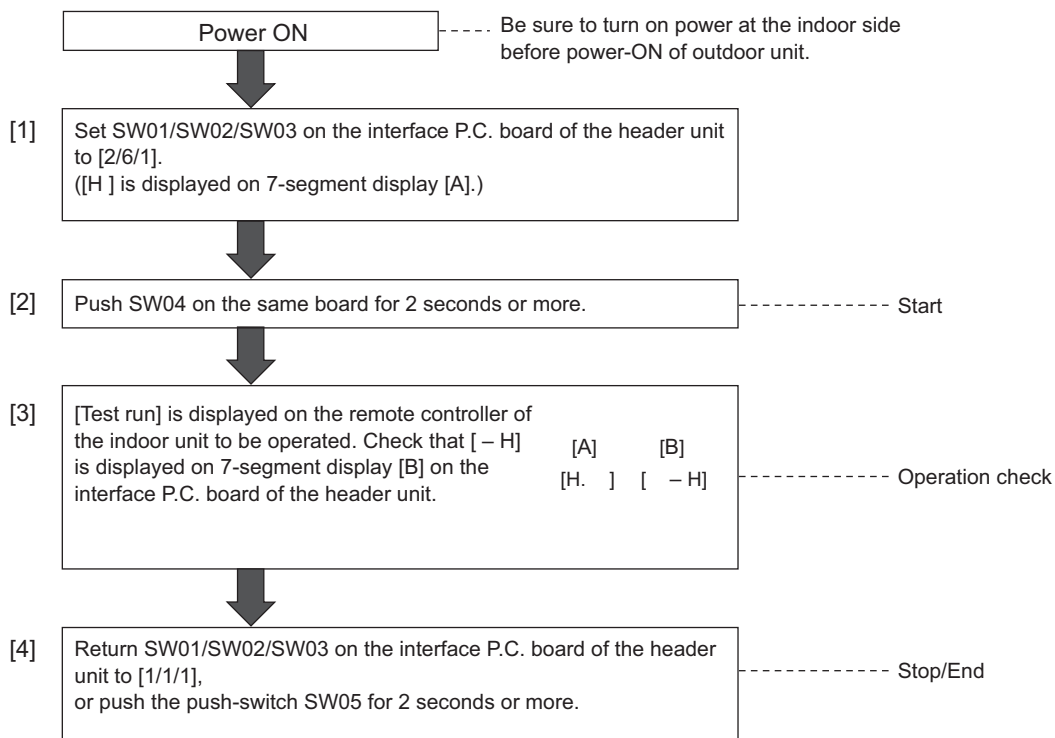 Power ON
Be sure to turn on power at the indoor side
before power-ON of outdoor unit.
[1]
Set SW01/SW02/SW03 on the interface P.C. board of the header unit
to [2/6/1].
([H ] is displayed on 7-segment display [A].)
[2]
Push SW04 on the same board for 2 seconds or more.
Start
[3]
[Test run] is displayed on the remote controller of
the indoor unit to be operated. Check that [ – H]
is displayed on 7-segment display [B] on the
interface P.C. board of the header unit.
[A] [B]
[H. ] [ – H]
Operation check
[4]
Return SW01/SW02/SW03 on the interface P.C. board of the header
unit to [1/1/1],
or push the push-switch SW05 for 2 seconds or more.
Stop/End